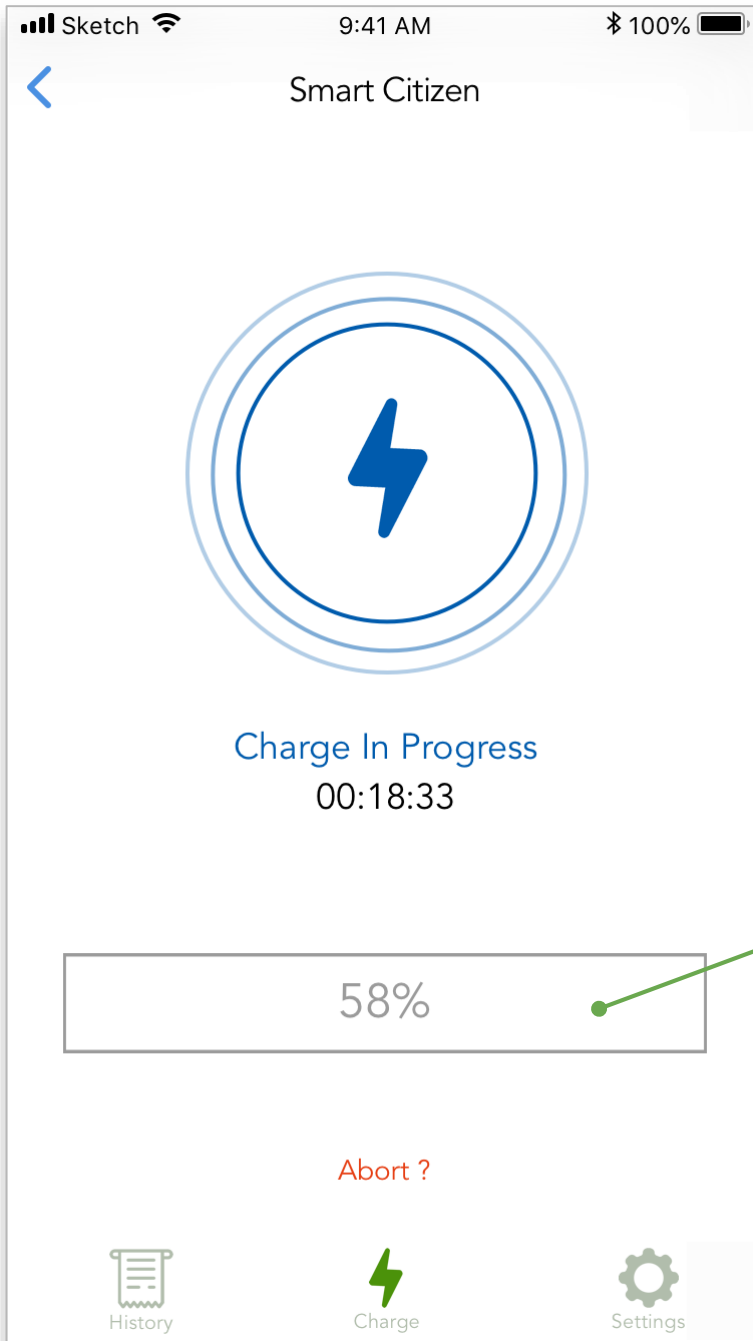 Sketch 9:41 AM 100%
Smart Citizen
Charge In Progress
00:18:33
58%
Abort ?
History Charge Settings